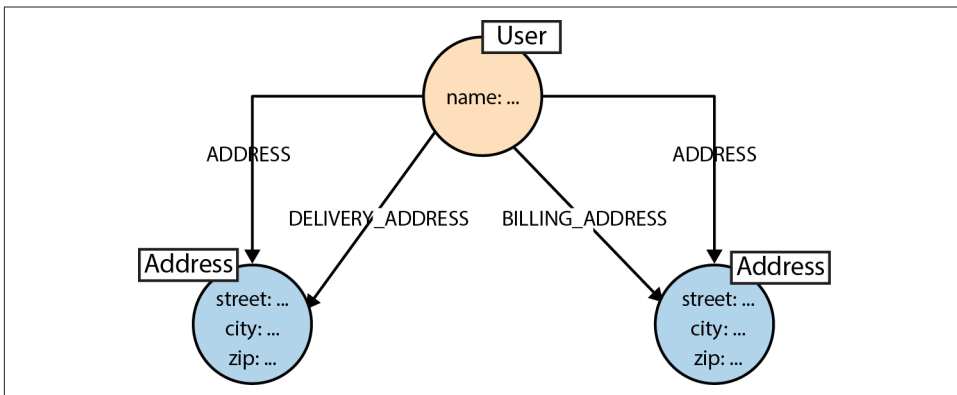 User
name: ...
ADDRESS
ADDRESS
DELIVERY_ADDRESS
BILLING_ADDRESS
Address
Address
street: ...
city: ...
zip: ...
street: ...
city: ...
zip: ...